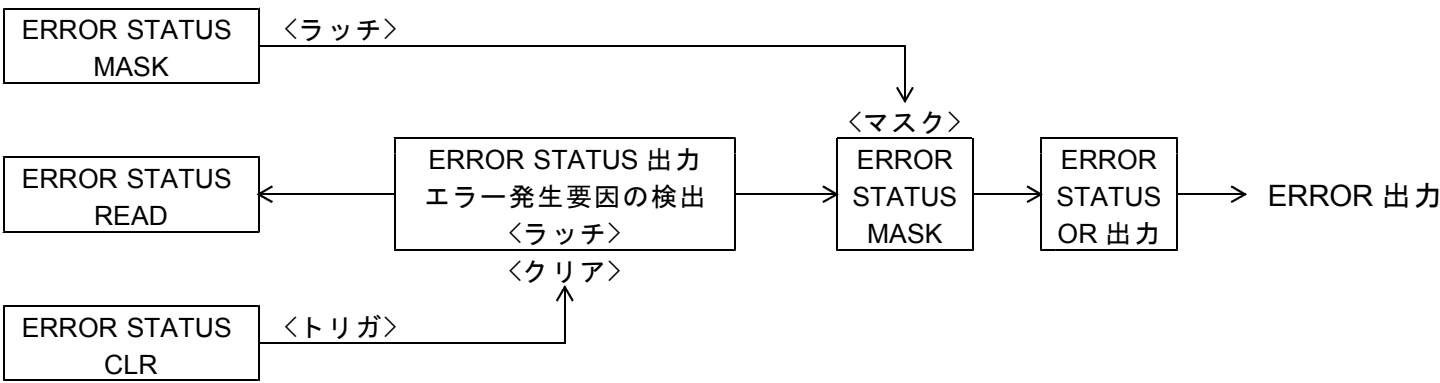 ERROR STATUS
MASK
〈ラッチ〉
〈マスク〉
ERROR STATUS
READ
ERROR STATUS 出力
エラー発生要因の検出
〈ラッチ〉
〈クリア〉
ERROR
STATUS
MASK
ERROR
STATUS
OR 出力
ERROR 出力
ERROR STATUS
CLR
〈トリガ〉